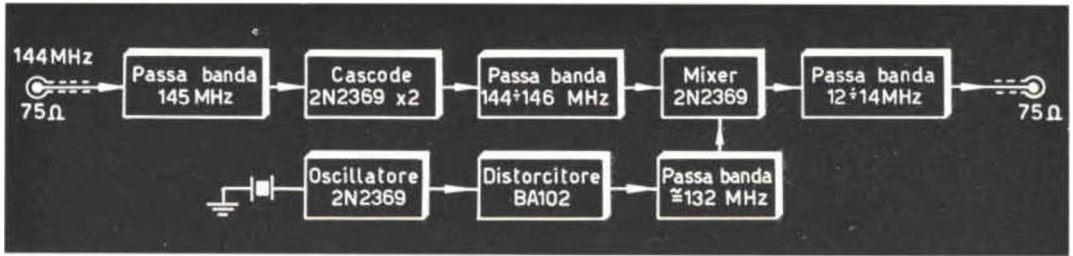 144MHz
75Ω
Passa banda
145 MHz
Cascode
2N2369 x2
Passa banda
144÷146 MHz
Mixer
2N2369
Passa banda
12÷14MHz
75Ω
Oscillatore
2N2369
Distorcitore
BA102
Passa banda
≅132 MHz